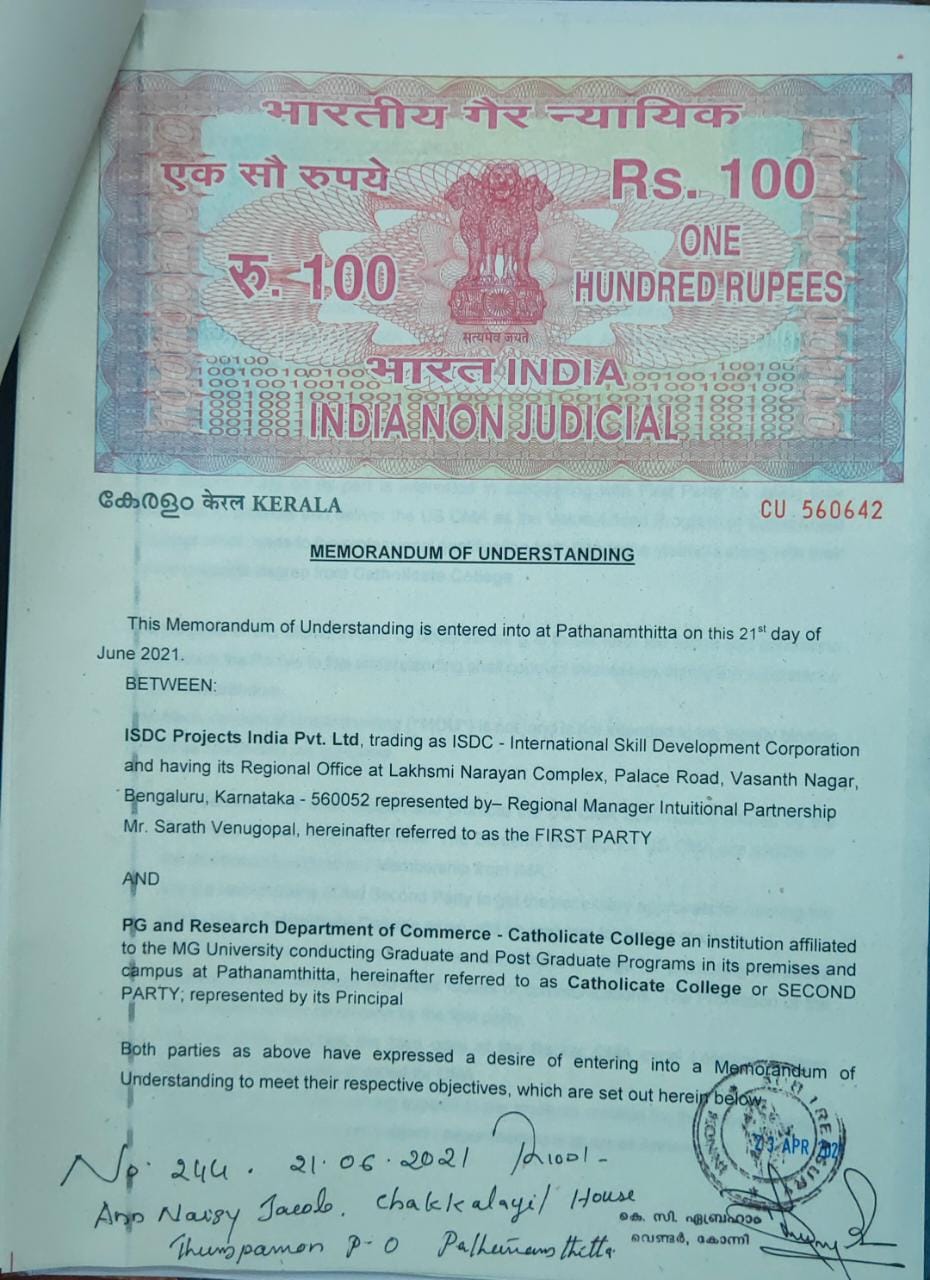 भारतीय गैर न्यायिक
एक सौ रुपये
Rs. 100
रु. 100
ONE
HUNDRED RUPEES
सत्यमेव जयते
भारत INDIA
INDIA NON JUDICIAL
കേരളം केरल KERALA
CU 560642
MEMORANDUM OF UNDERSTANDING
This Memorandum of Understanding is entered into at Pathanamthitta on this 21st day of
June 2021.
BETWEEN:
ISDC Projects India Pvt. Ltd, trading as ISDC - International Skill Development Corporation
and having its Regional Office at Lakhsmi Narayan Complex, Palace Road, Vasanth Nagar,
Bengaluru, Karnataka - 560052 represented by– Regional Manager Intuitional Partnership
Mr. Sarath Venugopal, hereinafter referred to as the FIRST PARTY
AND
PG and Research Department of Commerce - Catholicate College an institution affiliated
to the MG University conducting Graduate and Post Graduate Programs in its premises and
campus at Pathanamthitta, hereinafter referred to as Catholicate College or SECOND
PARTY; represented by its Principal
Both parties as above have expressed a desire of entering into a Memorandum of
Understanding to meet their respective objectives, which are set out herein below.
No. 244. 21.06.2021 R100/-
Ann Naisy Jacob. Chakkalayil House
Thumpamon P-O Pathanamthitta
SUB TREASURY
23 APR
KONNI
കെ. സി. ഏബ്രഹാം
വെണ്ടർ, കോന്നി